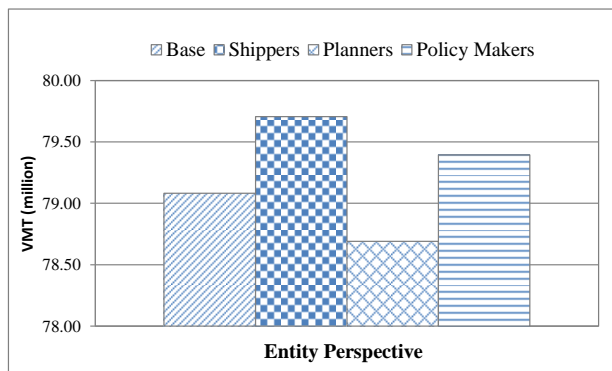 Base Shippers Planners Policy Makers
80.00
79.50
79.00
78.50
78.00
VMT (million)
Entity Perspective